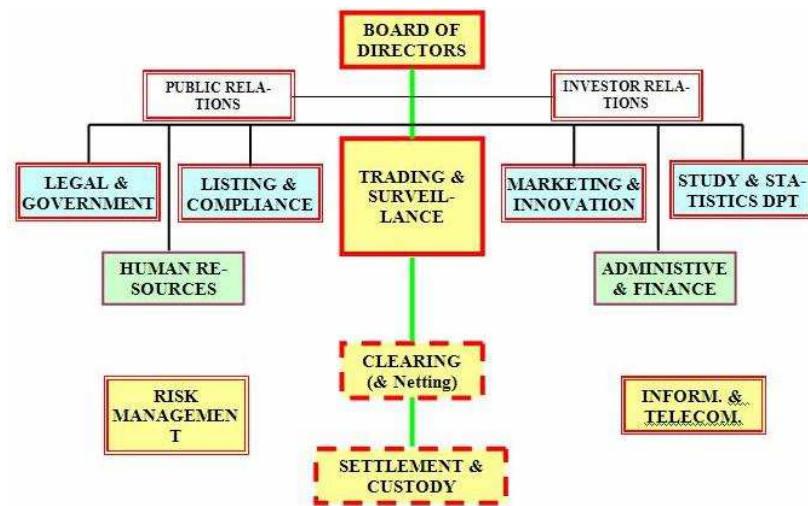 BOARD OF
DIRECTORS
PUBLIC RELA-
TIONS
INVESTOR RELA-
TIONS
LEGAL &
GOVERNMENT
LISTING &
COMPLIANCE
TRADING &
SURVEIL-
LANCE
MARKETING &
INNOVATION
STUDY & STA-
TISTICS DPT
HUMAN RE-
SOURCES
ADMINISTIVE
& FINANCE
CLEARING
(& Netting)
RISK
MANAGEMEN
T
INFORM. &
TELECOM.
SETTLEMENT &
CUSTODY